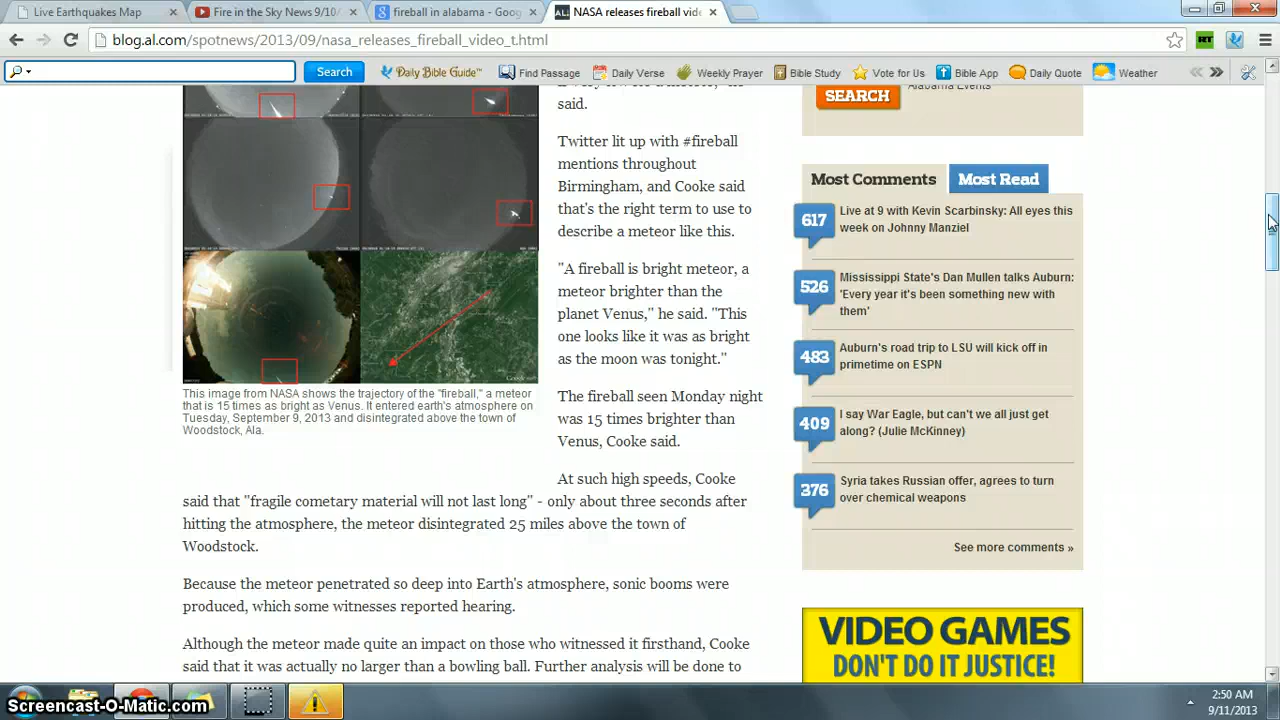 Live Earthquakes Map
Fire in the Sky News 9/10/
fireball in alabama - Goog
NASA releases fireball vide
blog.al.com/spotnews/2013/09/nasa_releases_fireball_video_t.html
Search
Daily Bible Guide™
Find Passage
Daily Verse
Weekly Prayer
Bible Study
Vote for Us
Bible App
Daily Quote
Weather
said.
Twitter lit up with #fireball
mentions throughout
Birmingham, and Cooke said
that's the right term to use to
describe a meteor like this.
"A fireball is bright meteor, a
meteor brighter than the
planet Venus," he said. "This
one looks like it was as bright
as the moon was tonight."
This image from NASA shows the trajectory of the "fireball," a meteor
that is 15 times as bright as Venus. It entered earth's atmosphere on
Tuesday, September 9, 2013 and disintegrated above the town of
Woodstock, Ala.
The fireball seen Monday night
was 15 times brighter than
Venus, Cooke said.
At such high speeds, Cooke
said that "fragile cometary material will not last long" - only about three seconds after
hitting the atmosphere, the meteor disintegrated 25 miles above the town of
Woodstock.
Because the meteor penetrated so deep into Earth's atmosphere, sonic booms were
produced, which some witnesses reported hearing.
Although the meteor made quite an impact on those who witnessed it firsthand, Cooke
said that it was actually no larger than a bowling ball. Further analysis will be done to
SEARCH
Alabama Events
Most Comments
Most Read
617
Live at 9 with Kevin Scarbinsky: All eyes this
week on Johnny Manziel
526
Mississippi State's Dan Mullen talks Auburn:
'Every year it's been something new with
them'
483
Auburn's road trip to LSU will kick off in
primetime on ESPN
409
I say War Eagle, but can't we all just get
along? (Julie McKinney)
376
Syria takes Russian offer, agrees to turn
over chemical weapons
See more comments »
VIDEO GAMES
DON'T DO IT JUSTICE!
Screencast-O-Matic.com
2:50 AM
9/11/2013